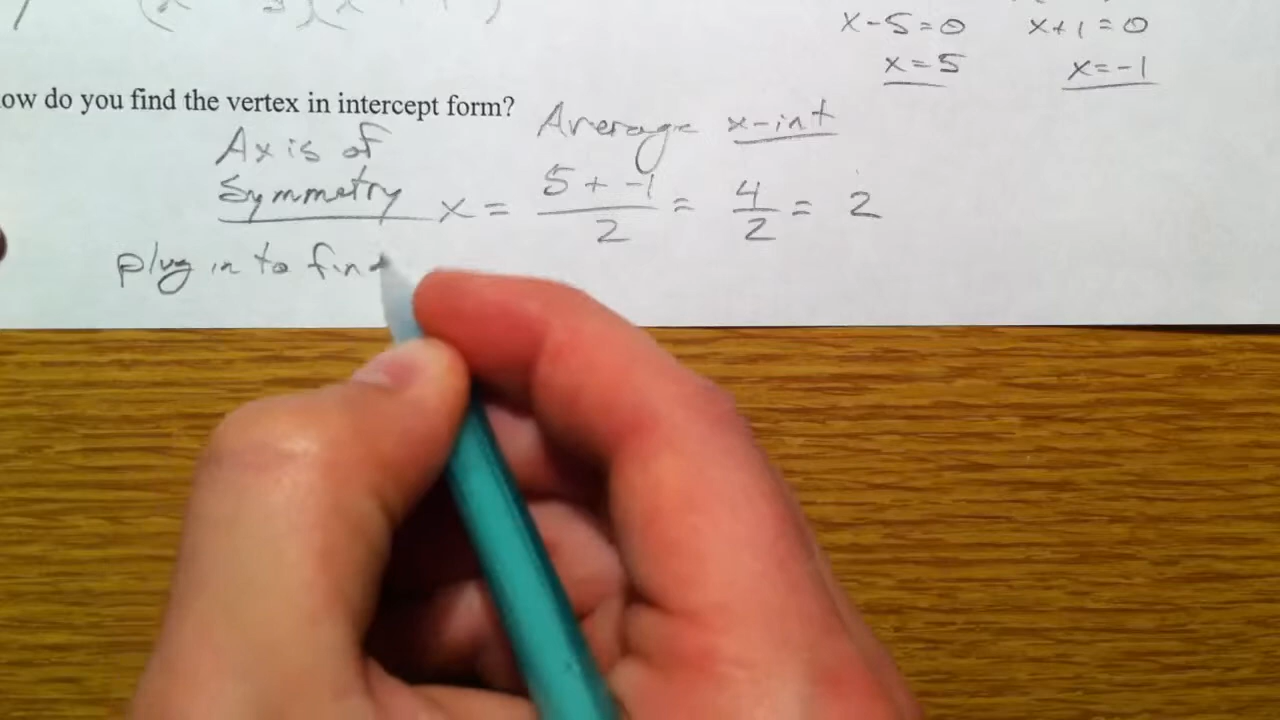 x-5=0 x+1=0
x=5 x=-1
ow do you find the vertex in intercept form? Average x-int
Axis of
Symmetry x = 5 + -1 / 2 = 4/2 = 2
plug in to find